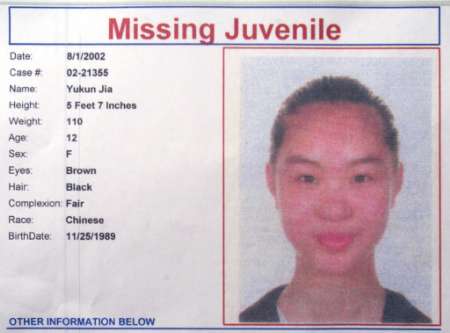 Missing Juvenile
Date: 8/1/2002
Case #: 02-21355
Name: Yukun Jia
Height: 5 Feet 7 Inches
Weight: 110
Age: 12
Sex: F
Eyes: Brown
Hair: Black
Complexion: Fair
Race: Chinese
BirthDate: 11/25/1989
OTHER INFORMATION BELOW